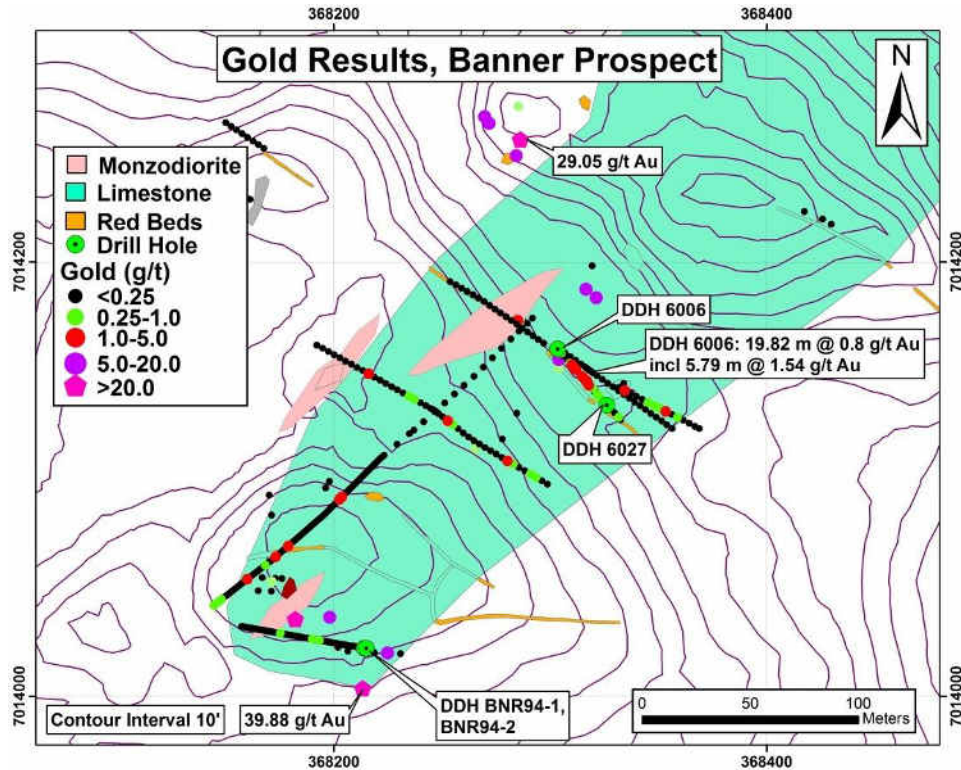 368200
368400
Gold Results, Banner Prospect
N
Monzodiorite
Limestone
Red Beds
Drill Hole
Gold (g/t)
<0.25
0.25-1.0
1.0-5.0
5.0-20.0
>20.0
29.05 g/t Au
7014200
7014200
DDH 6006
DDH 6006: 19.82 m @ 0.8 g/t Au
incl 5.79 m @ 1.54 g/t Au
DDH 6027
7014000
7014000
Contour Interval 10'
39.88 g/t Au
DDH BNR94-1,
BNR94-2
0 50 100
Meters
368200
368400